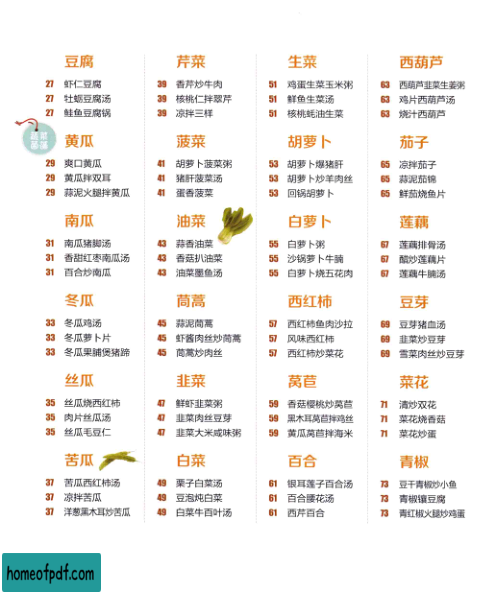 豆腐
27 虾仁豆腐
27 牡蛎豆腐汤
27 鲑鱼豆腐锅
蔬菜
黄瓜
29 爽口黄瓜
29 黄瓜拌双耳
29 蒜泥火腿拌黄瓜
南瓜
31 南瓜猪脚汤
31 香甜红枣南瓜汤
31 百合炒南瓜
冬瓜
33 冬瓜鸡汤
33 冬瓜萝卜片
33 冬瓜果脯煲猪蹄
丝瓜
35 丝瓜烧西红柿
35 肉片丝瓜汤
35 丝瓜毛豆仁
苦瓜
37 苦瓜西红柿汤
37 凉拌苦瓜
37 洋葱黑木耳炒苦瓜
芹菜
39 香芹炒牛肉
39 核桃仁拌翠芹
39 凉拌三样
菠菜
41 胡萝卜菠菜粥
41 猪肝菠菜汤
41 蛋香菠菜
油菜
43 蒜香油菜
43 香菇扒油菜
43 油菜墨鱼汤
茼蒿
45 蒜泥茼蒿
45 虾酱肉丝炒茼蒿
45 茼蒿炒肉丝
韭菜
47 鲜虾韭菜粥
47 韭菜肉丝豆芽
47 韭菜大米咸味粥
白菜
49 栗子白菜汤
49 豆泡炖白菜
49 白菜牛百叶汤
生菜
51 鸡蛋生菜玉米粥
51 鲜鱼生菜汤
51 核桃蚝油生菜
胡萝卜
53 胡萝卜爆猪肝
53 胡萝卜炒羊肉丝
53 回锅胡萝卜
白萝卜
55 白萝卜粥
55 沙锅萝卜牛腩
55 白萝卜烧五花肉
西红柿
57 西红柿鱼肉沙拉
57 风味西红柿
57 西红柿炒菜花
莴苣
59 香菇樱桃炒莴苣
59 黑木耳莴苣拌鸡丝
59 黄瓜莴苣拌海米
百合
61 银耳莲子百合汤
61 百合腰花汤
61 西芹百合
西葫芦
63 西葫芦韭菜生姜粥
63 鸡片西葫芦汤
63 烧汁西葫芦
茄子
65 凉拌茄子
65 蒜泥茄锦
65 鲜茄烧鱼片
莲藕
67 莲藕排骨汤
67 醋炒莲藕片
67 莲藕牛腩汤
豆芽
69 豆芽猪血汤
69 韭菜炒豆芽
69 雪菜肉丝炒豆芽
菜花
71 清炒双花
71 菜花烧香菇
71 菜花炒蛋
青椒
73 豆干青椒炒小鱼
73 青椒镶豆腐
73 青红椒火腿炒鸡蛋
homeofpdf.com